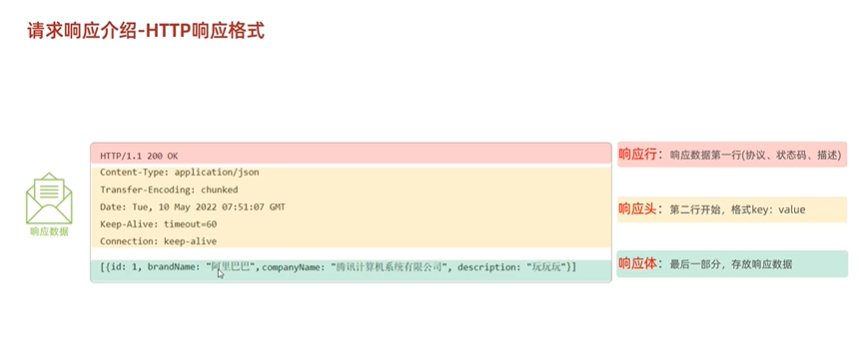 请求响应介绍-HTTP响应格式
HTTP/1.1 200 OK
响应行：响应数据第一行(协议、状态码、描述)
Content-Type: application/json
Transfer-Encoding: chunked
Date: Tue, 10 May 2022 07:51:07 GMT
Keep-Alive: timeout=60
Connection: keep-alive
响应头：第二行开始，格式key：value
响应数据
[{id: 1, brandName: "阿里巴巴",companyName: "腾讯计算机系统有限公司", description: "玩玩玩"}]
响应体：最后一部分，存放响应数据